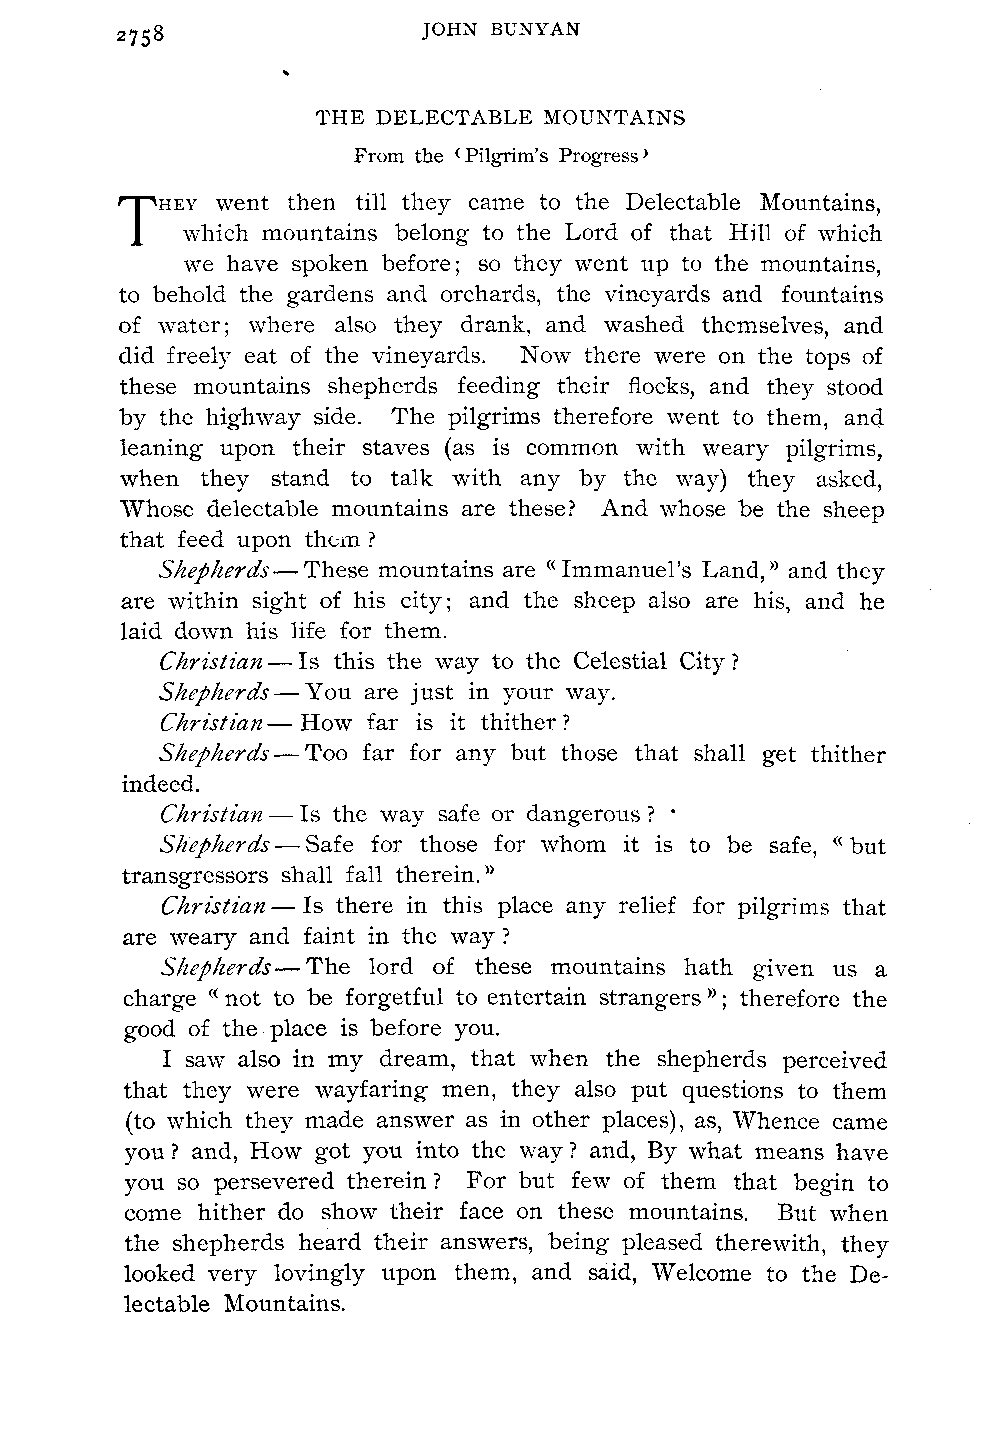 2758 JOHN BUNYAN
THE DELECTABLE MOUNTAINS
From the ‹Pilgrim's Progress›
THEY went then till they came to the Delectable Mountains,
which mountains belong to the Lord of that Hill of which
we have spoken before; so they went up to the mountains,
to behold the gardens and orchards, the vineyards and fountains
of water; where also they drank, and washed themselves, and
did freely eat of the vineyards. Now there were on the tops of
these mountains shepherds feeding their flocks, and they stood
by the highway side. The pilgrims therefore went to them, and
leaning upon their staves (as is common with weary pilgrims,
when they stand to talk with any by the way) they asked,
Whose delectable mountains are these? And whose be the sheep
that feed upon them?
Shepherds — These mountains are «Immanuel's Land,» and they
are within sight of his city; and the sheep also are his, and he
laid down his life for them.
Christian — Is this the way to the Celestial City?
Shepherds — You are just in your way.
Christian — How far is it thither?
Shepherds — Too far for any but those that shall get thither
indeed.
Christian — Is the way safe or dangerous?
Shepherds — Safe for those for whom it is to be safe, «but
transgressors shall fall therein.»
Christian — Is there in this place any relief for pilgrims that
are weary and faint in the way?
Shepherds — The lord of these mountains hath given us a
charge «not to be forgetful to entertain strangers»; therefore the
good of the place is before you.
I saw also in my dream, that when the shepherds perceived
that they were wayfaring men, they also put questions to them
(to which they made answer as in other places), as, Whence came
you? and, How got you into the way? and, By what means have
you so persevered therein? For but few of them that begin to
come hither do show their face on these mountains. But when
the shepherds heard their answers, being pleased therewith, they
looked very lovingly upon them, and said, Welcome to the De-
lectable Mountains.